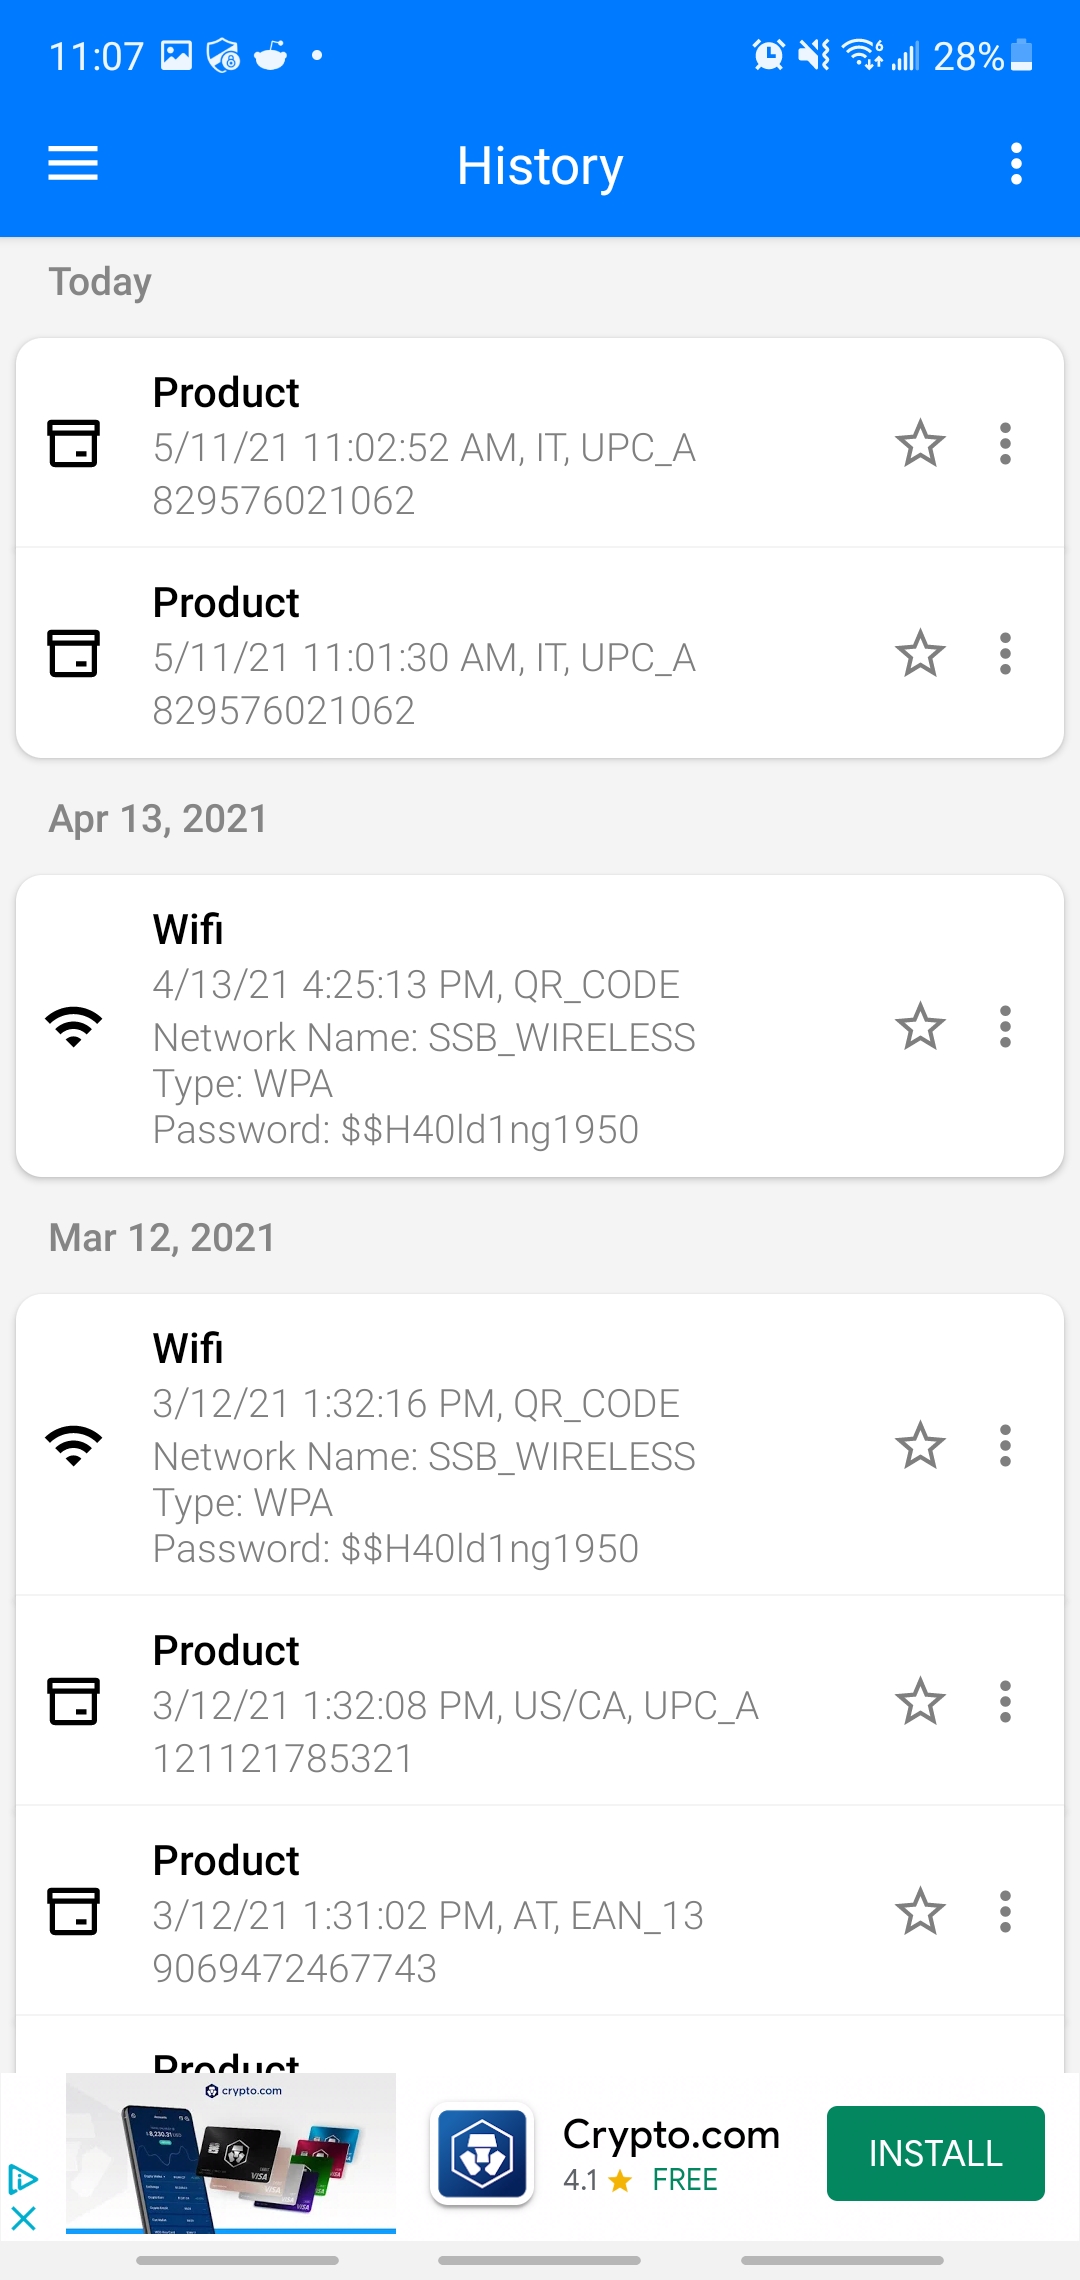 11:07
28%
History
Today
Product
5/11/21 11:02:52 AM, IT, UPC_A
829576021062
Product
5/11/21 11:01:30 AM, IT, UPC_A
829576021062
Apr 13, 2021
Wifi
4/13/21 4:25:13 PM, QR_CODE
Network Name: SSB_WIRELESS
Type: WPA
Password: $$H40ld1ng1950
Mar 12, 2021
Wifi
3/12/21 1:32:16 PM, QR_CODE
Network Name: SSB_WIRELESS
Type: WPA
Password: $$H40ld1ng1950
Product
3/12/21 1:32:08 PM, US/CA, UPC_A
121121785321
Product
3/12/21 1:31:02 PM, AT, EAN_13
9069472467743
Product
crypto.com
VISA
Crypto.com
4.1 FREE
INSTALL